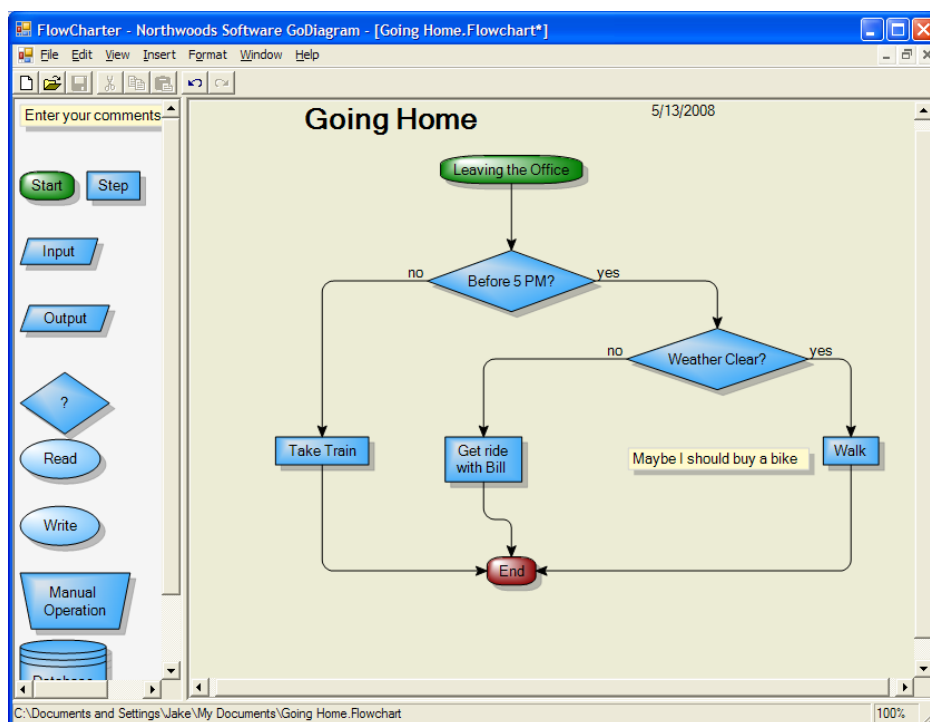 FlowCharter - Northwoods Software GoDiagram - [Going Home.Flowchart*]
File Edit View Insert Format Window Help
Enter your comments
Start
Step
Input
Output
?
Read
Write
Manual
Operation
Database
Going Home
5/13/2008
Leaving the Office
Before 5 PM?
no
yes
Weather Clear?
no
yes
Take Train
Get ride
with Bill
Maybe I should buy a bike
Walk
End
C:\Documents and Settings\Jake\My Documents\Going Home.Flowchart
100%